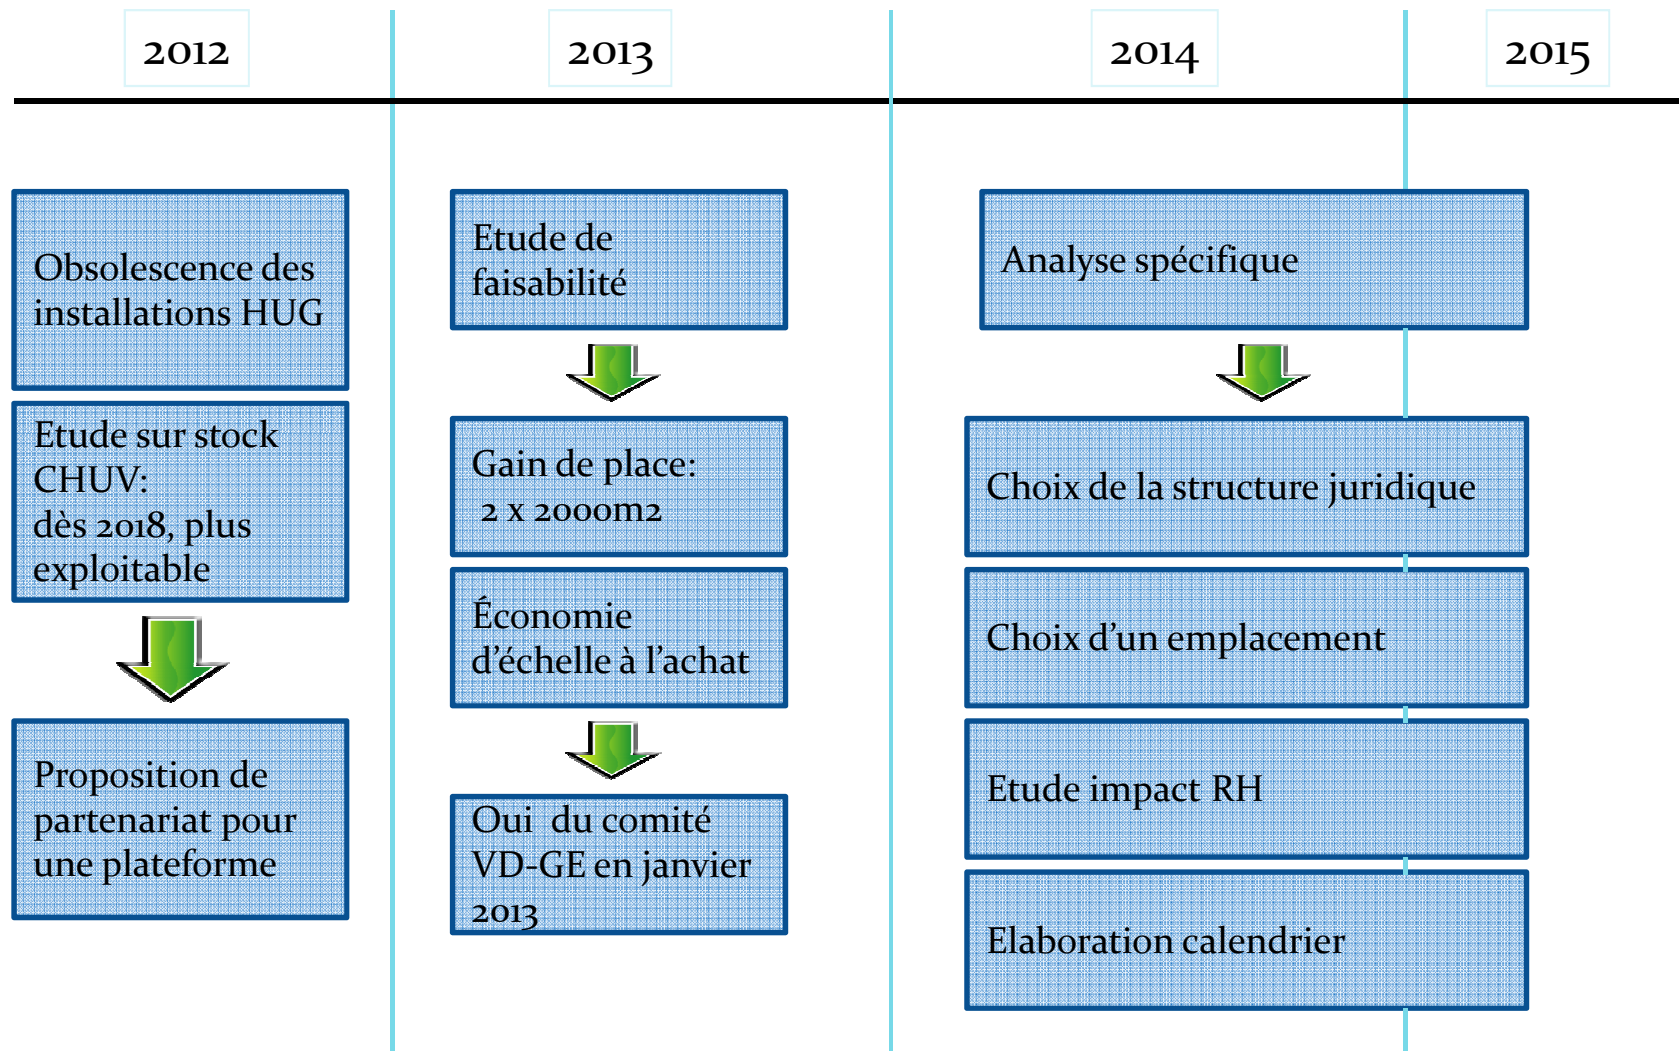 2012
2013
2014
2015
Obsolescence des
installations HUG
Etude sur stock
CHUV:
dès 2018, plus
exploitable
Proposition de
partenariat pour
une plateforme
Etude de
faisabilité
Gain de place:
2 x 2000m2
Économie
d’échelle à l’achat
Oui du comité
VD-GE en janvier
2013
Analyse spécifique
Choix de la structure juridique
Choix d’un emplacement
Etude impact RH
Elaboration calendrier